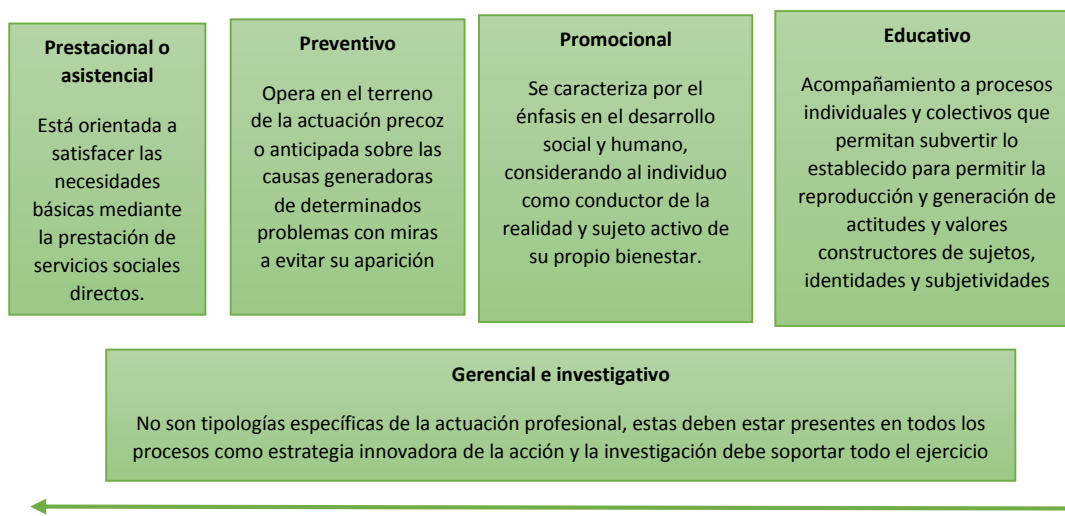 Prestacional o
asistencial
Está orientada a
satisfacer las
necesidades
básicas mediante
la prestación de
servicios sociales
directos.
Preventivo
Opera en el terreno
de la actuación precoz
o anticipada sobre las
causas generadoras
de determinados
problemas con miras
a evitar su aparición
Promocional
Se caracteriza por el
énfasis en el desarrollo
social y humano,
considerando al individuo
como conductor de la
realidad y sujeto activo de
su propio bienestar.
Educativo
Acompañamiento a procesos
individuales y colectivos que
permitan subvertir lo
establecido para permitir la
reproducción y generación de
actitudes y valores
constructores de sujetos,
identidades y subjetividades
Gerencial e investigativo
No son tipologías específicas de la actuación profesional, estas deben estar presentes en todos los
procesos como estrategia innovadora de la acción y la investigación debe soportar todo el ejercicio